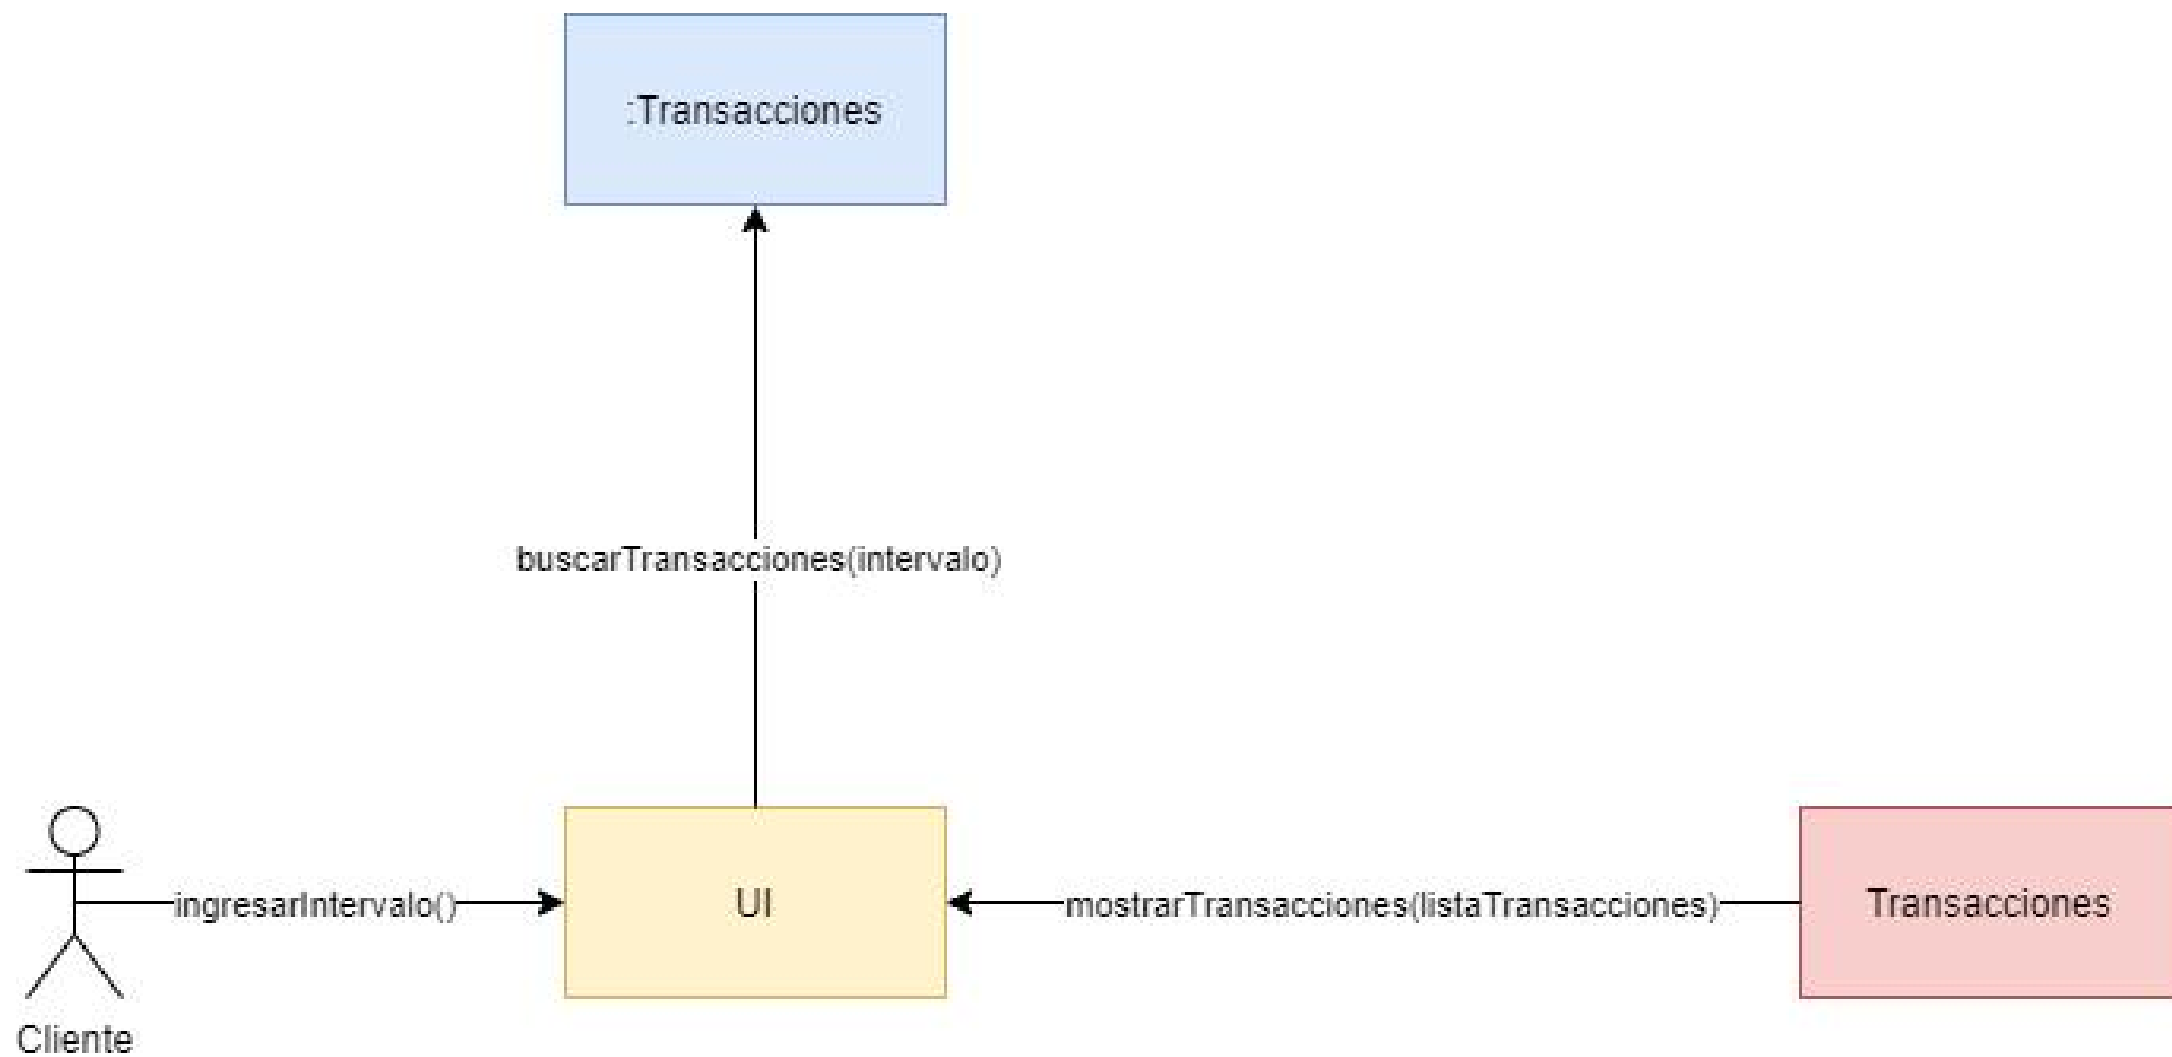 :Transacciones
buscarTransacciones(intervalo)
ingresarIntervalo()
UI
mostrarTransacciones(listaTransacciones)
Transacciones
Cliente